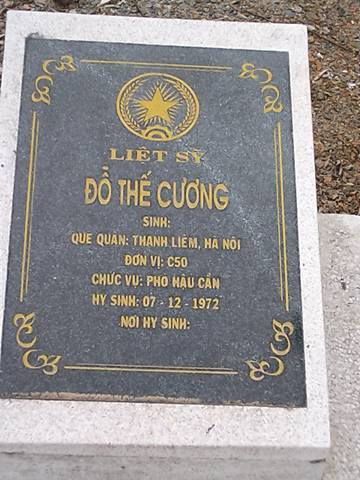 LIỆT SỸ
ĐỖ THẾ CƯƠNG
SINH:
QUÊ QUÁN: THANH LIÊM, HÀ NỘI
ĐƠN VỊ: C50
CHỨC VỤ: PHÓ HẬU CẦN
HY SINH: 07 - 12 - 1972
NƠI HY SINH: